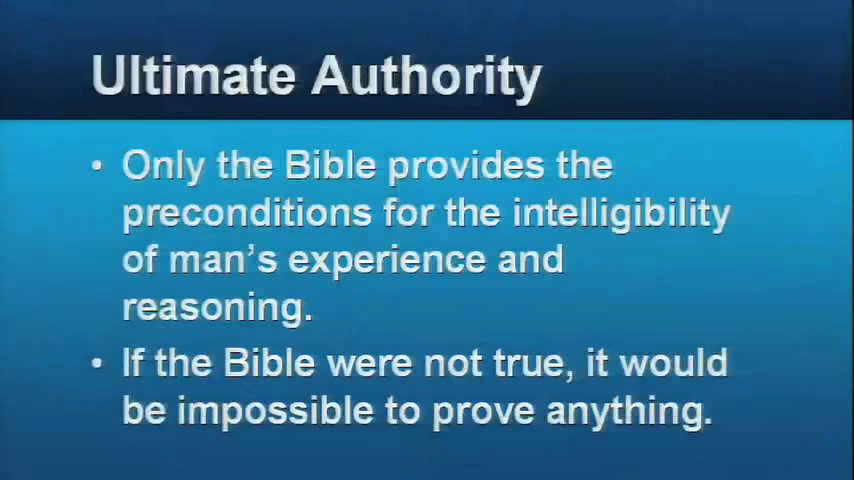 Ultimate Authority
• Only the Bible provides the
preconditions for the intelligibility
of man’s experience and
reasoning.
• If the Bible were not true, it would
be impossible to prove anything.